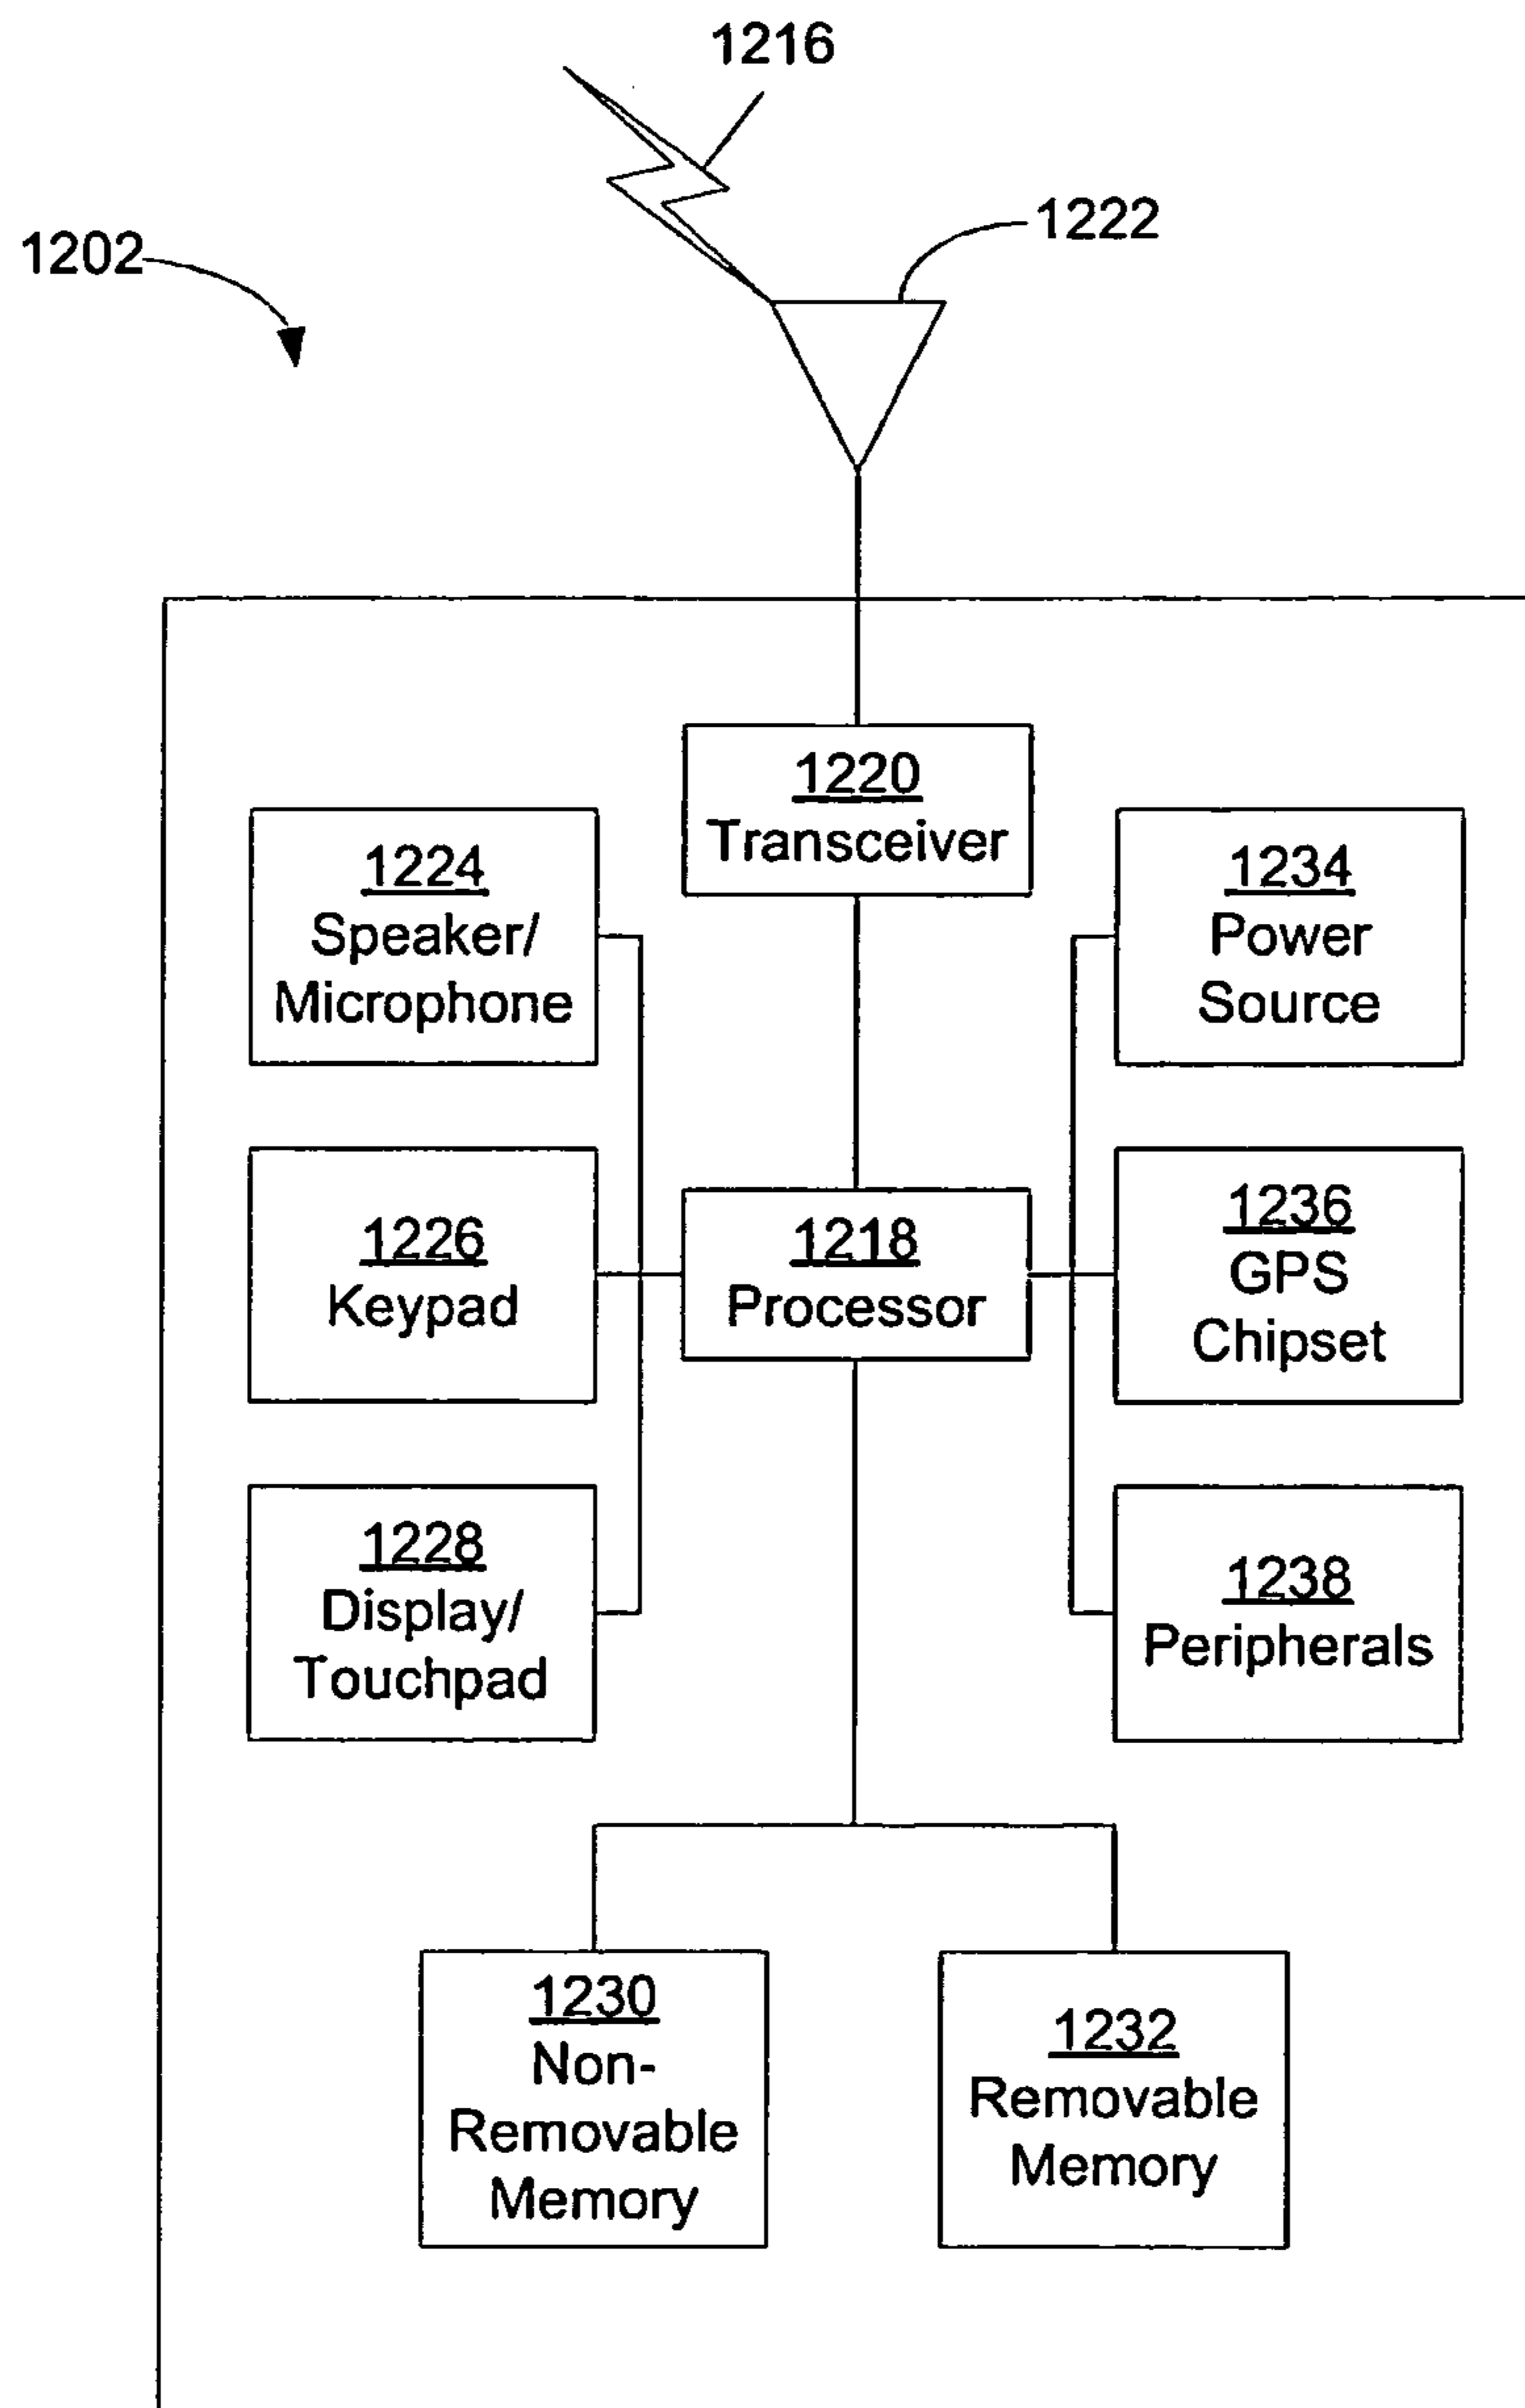 1216
1222
1202
1220
Transceiver
1224
Speaker/
Microphone
1234
Power
Source
1226
Keypad
1218
Processor
1236
GPS
Chipset
1228
Display/
Touchpad
1238
Peripherals
1230
Non-
Removable
Memory
1232
Removable
Memory